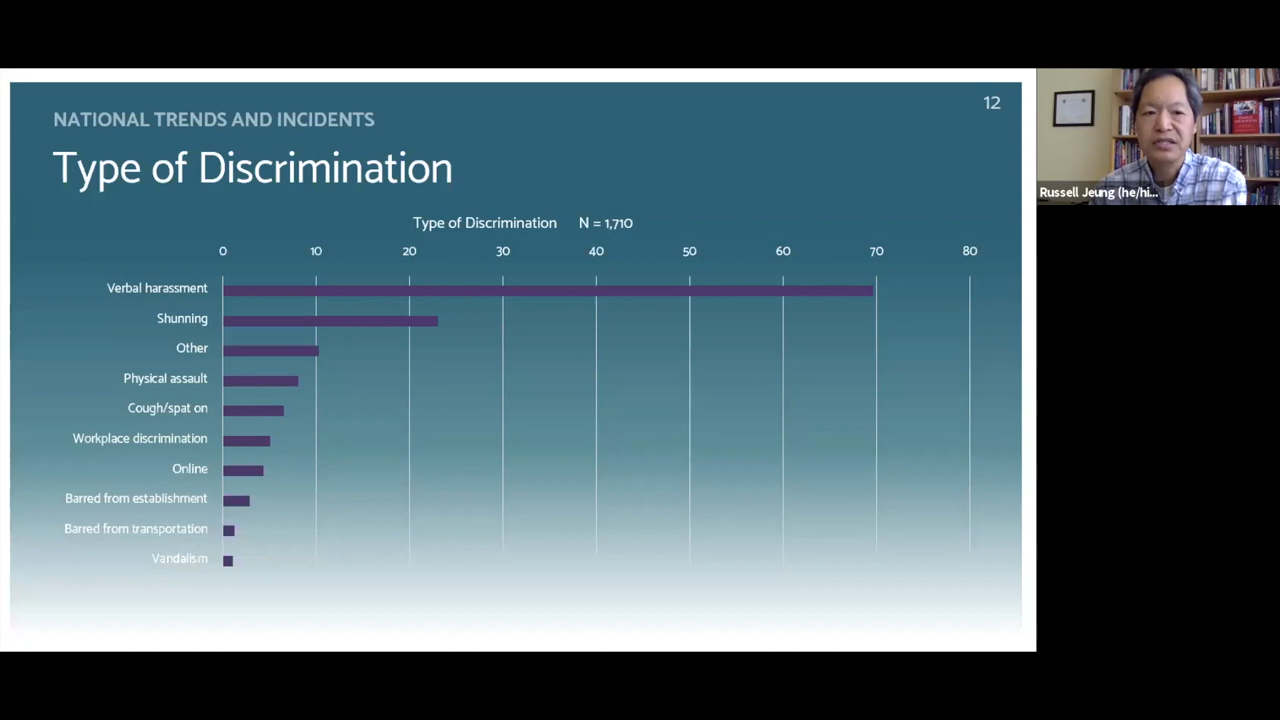 NATIONAL TRENDS AND INCIDENTS
12
Type of Discrimination
Type of Discrimination N = 1,710
0 10 20 30 40 50 60 70 80
Verbal harassment
Shunning
Other
Physical assault
Cough/spat on
Workplace discrimination
Online
Barred from establishment
Barred from transportation
Vandalism
Russell Jeung (he/hi...